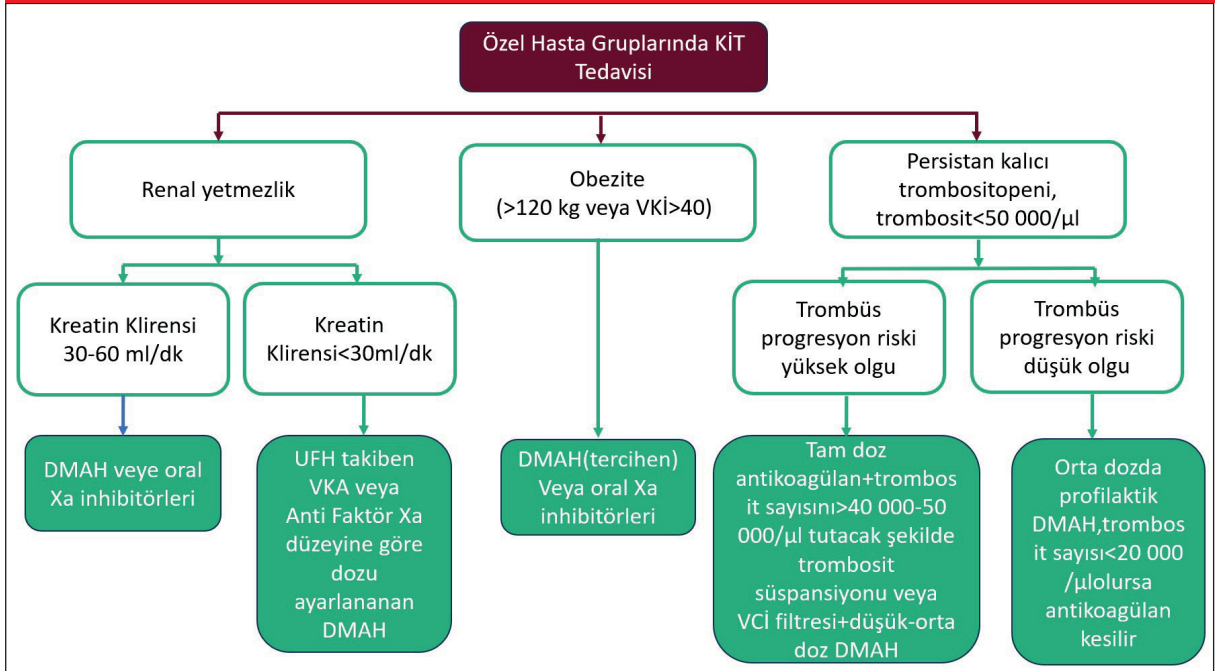 Özel Hasta Gruplarında KİT
Tedavisi
Renal yetmezlik
Obezite
(>120 kg veya VKİ>40)
Persistan kalıcı
trombositopeni,
trombosit<50 000/µl
Kreatin Klirensi
30-60 ml/dk
Kreatin
Klirensi<30ml/dk
Trombüs
progresyon riski
yüksek olgu
Trombüs
progresyon riski
düşük olgu
DMAH veye oral
Xa inhibitörleri
UFH takiben
VKA veya
Anti Faktör Xa
düzeyine göre
dozu
ayarlananan
DMAH
DMAH(tercihen)
Veya oral Xa
inhibitörleri
Tam doz
antikoagülan+trombos
it sayısını>40 000-50
000/µl tutacak şekilde
trombosit
süspansiyonu veya
VCİ filtresi+düşük-orta
doz DMAH
Orta dozda
profilaktik
DMAH,trombos
it sayısı<20 000
/µlolursa
antikoagülan
kesilir